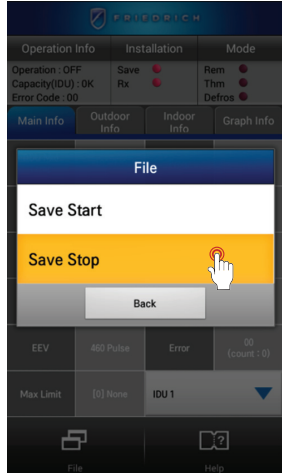 FRIEDRICH
Operation Info Installation Mode
Operation : OFF Save Rem
Capacity(IDU) : 0K Rx Thm
Error Code : 00 Defros
Main Info Outdoor Info Indoor Info Graph Info
File
Save Start
Save Stop
Back
EEV 460 Pulse Error 00 (count : 0)
Max Limit [0] None IDU 1
File Help